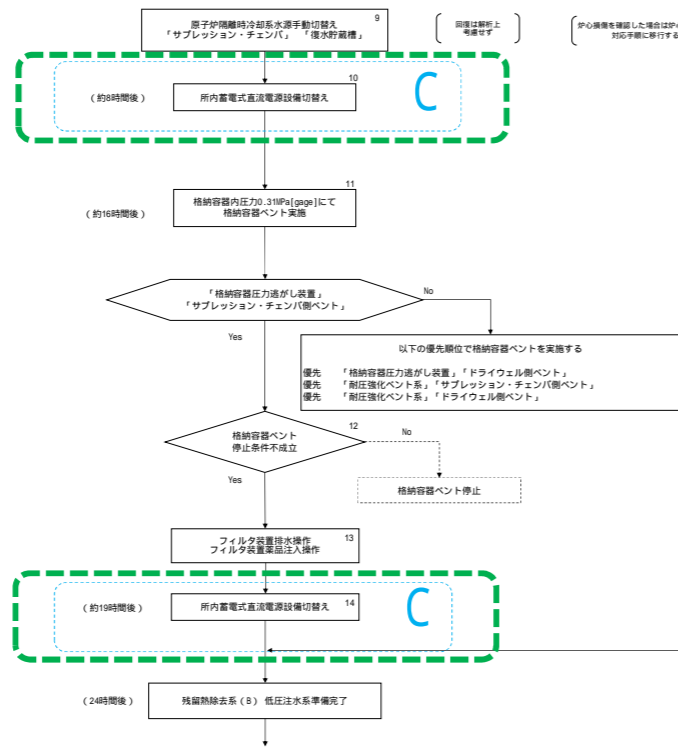 原子炉隔離時冷却系水源手動切替え
「サプレッション・チェンバ」 「復水貯蔵槽」
9
回復は解析上
考慮せず
炉心損傷を確認した場合は炉心
対応手順に移行する
(約8時間後)
所内蓄電式直流電源設備切替え
10
C
格納容器内圧力0.31MPa[gage]にて
格納容器ベント実施
11
(約16時間後)
「格納容器圧力逃がし装置」
「サプレッション・チェンバ側ベント」
No
Yes
以下の優先順位で格納容器ベントを実施する
優先 「格納容器圧力逃がし装置」「ドライウェル側ベント」
優先 「耐圧強化ベント系」「サプレッション・チェンバ側ベント」
優先 「耐圧強化ベント系」「ドライウェル側ベント」
格納容器ベント
停止条件不成立
12
No
Yes
格納容器ベント停止
フィルタ装置排水操作
フィルタ装置薬品注入操作
13
(約19時間後)
所内蓄電式直流電源設備切替え
14
C
(24時間後)
残留熱除去系(B) 低圧注水系準備完了